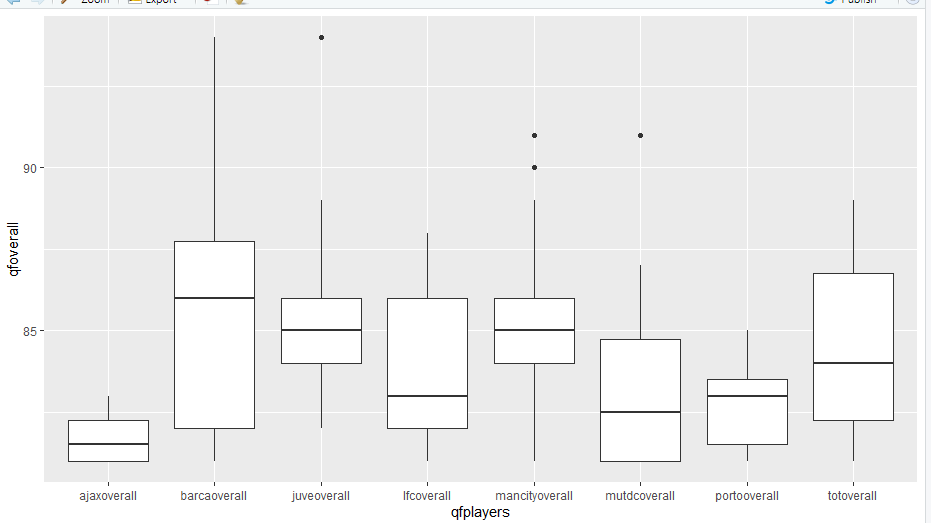 Zoom Export Publish
90
85
qfoverall
ajaxoverall barcaoverall juveoverall lfcoverall mancityoverall mutdcoverall portooverall totoverall
qfplayers